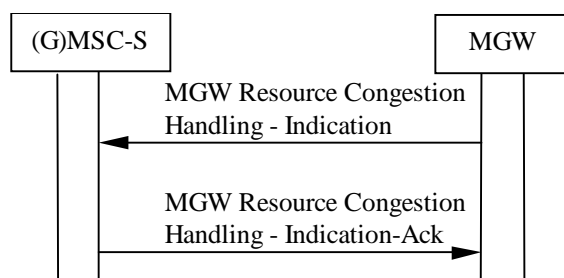 (G)MSC-S
MGW
MGW Resource Congestion
Handling - Indication
MGW Resource Congestion
Handling - Indication-Ack